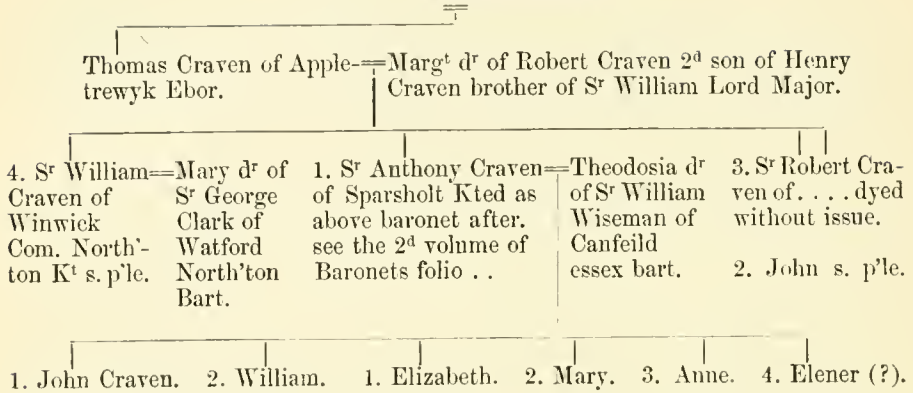 Thomas Craven of Apple-
trewyk Ebor.
Margᵗ dʳ of Robert Craven 2ᵈ son of Henry
Craven brother of Sʳ William Lord Major.
4. Sʳ William
Craven of
Winwick
Com. North'-
ton Kᵗ s. p'le.
Mary dʳ of
Sʳ George
Clark of
Watford
North'ton
Bart.
1. Sʳ Anthony Craven
of Sparsholt Kted as
above baronet after.
see the 2ᵈ volume of
Baronets folio . .
Theodosia dʳ
of Sʳ William
Wiseman of
Canfeild
essex bart.
3. Sʳ Robert Cra-
ven of. . . . dyed
without issue.
2. John s. p'le.
1. John Craven. 2. William. 1. Elizabeth. 2. Mary. 3. Anne. 4. Elener (?).